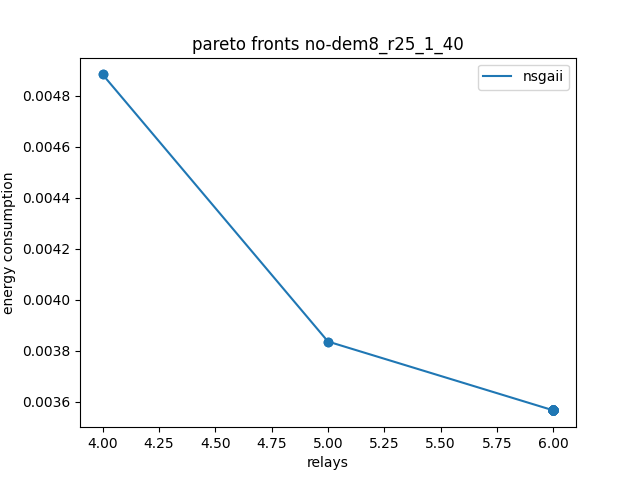 pareto fronts no-dem8_r25_1_40
nsgaii
energy consumption
0.0048
0.0046
0.0044
0.0042
0.0040
0.0038
0.0036
4.00 4.25 4.50 4.75 5.00 5.25 5.50 5.75 6.00
relays